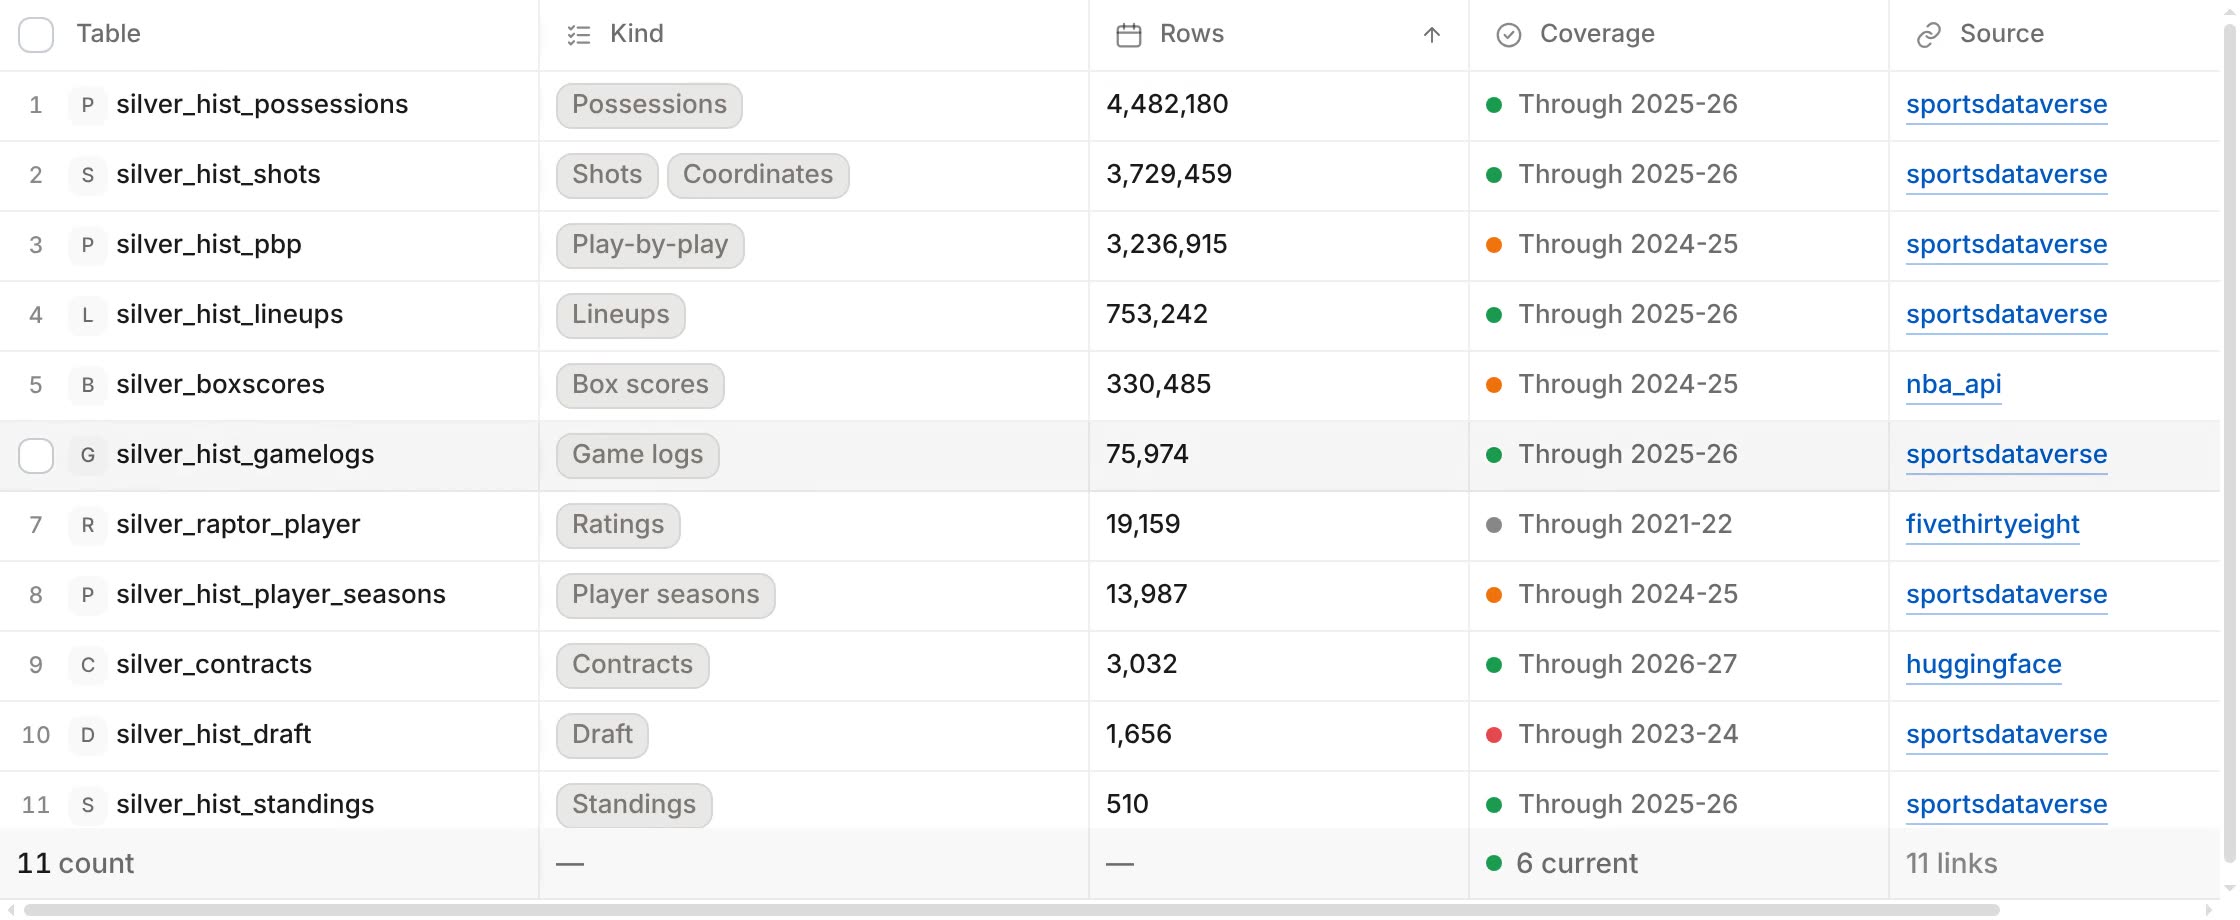 Table Kind Rows Coverage Source
1 P silver_hist_possessions Possessions 4,482,180 Through 2025-26 sportsdataverse
2 S silver_hist_shots Shots Coordinates 3,729,459 Through 2025-26 sportsdataverse
3 P silver_hist_pbp Play-by-play 3,236,915 Through 2024-25 sportsdataverse
4 L silver_hist_lineups Lineups 753,242 Through 2025-26 sportsdataverse
5 B silver_boxscores Box scores 330,485 Through 2024-25 nba_api
G silver_hist_gamelogs Game logs 75,974 Through 2025-26 sportsdataverse
7 R silver_raptor_player Ratings 19,159 Through 2021-22 fivethirtyeight
8 P silver_hist_player_seasons Player seasons 13,987 Through 2024-25 sportsdataverse
9 C silver_contracts Contracts 3,032 Through 2026-27 huggingface
10 D silver_hist_draft Draft 1,656 Through 2023-24 sportsdataverse
11 S silver_hist_standings Standings 510 Through 2025-26 sportsdataverse
11 count — — 6 current 11 links